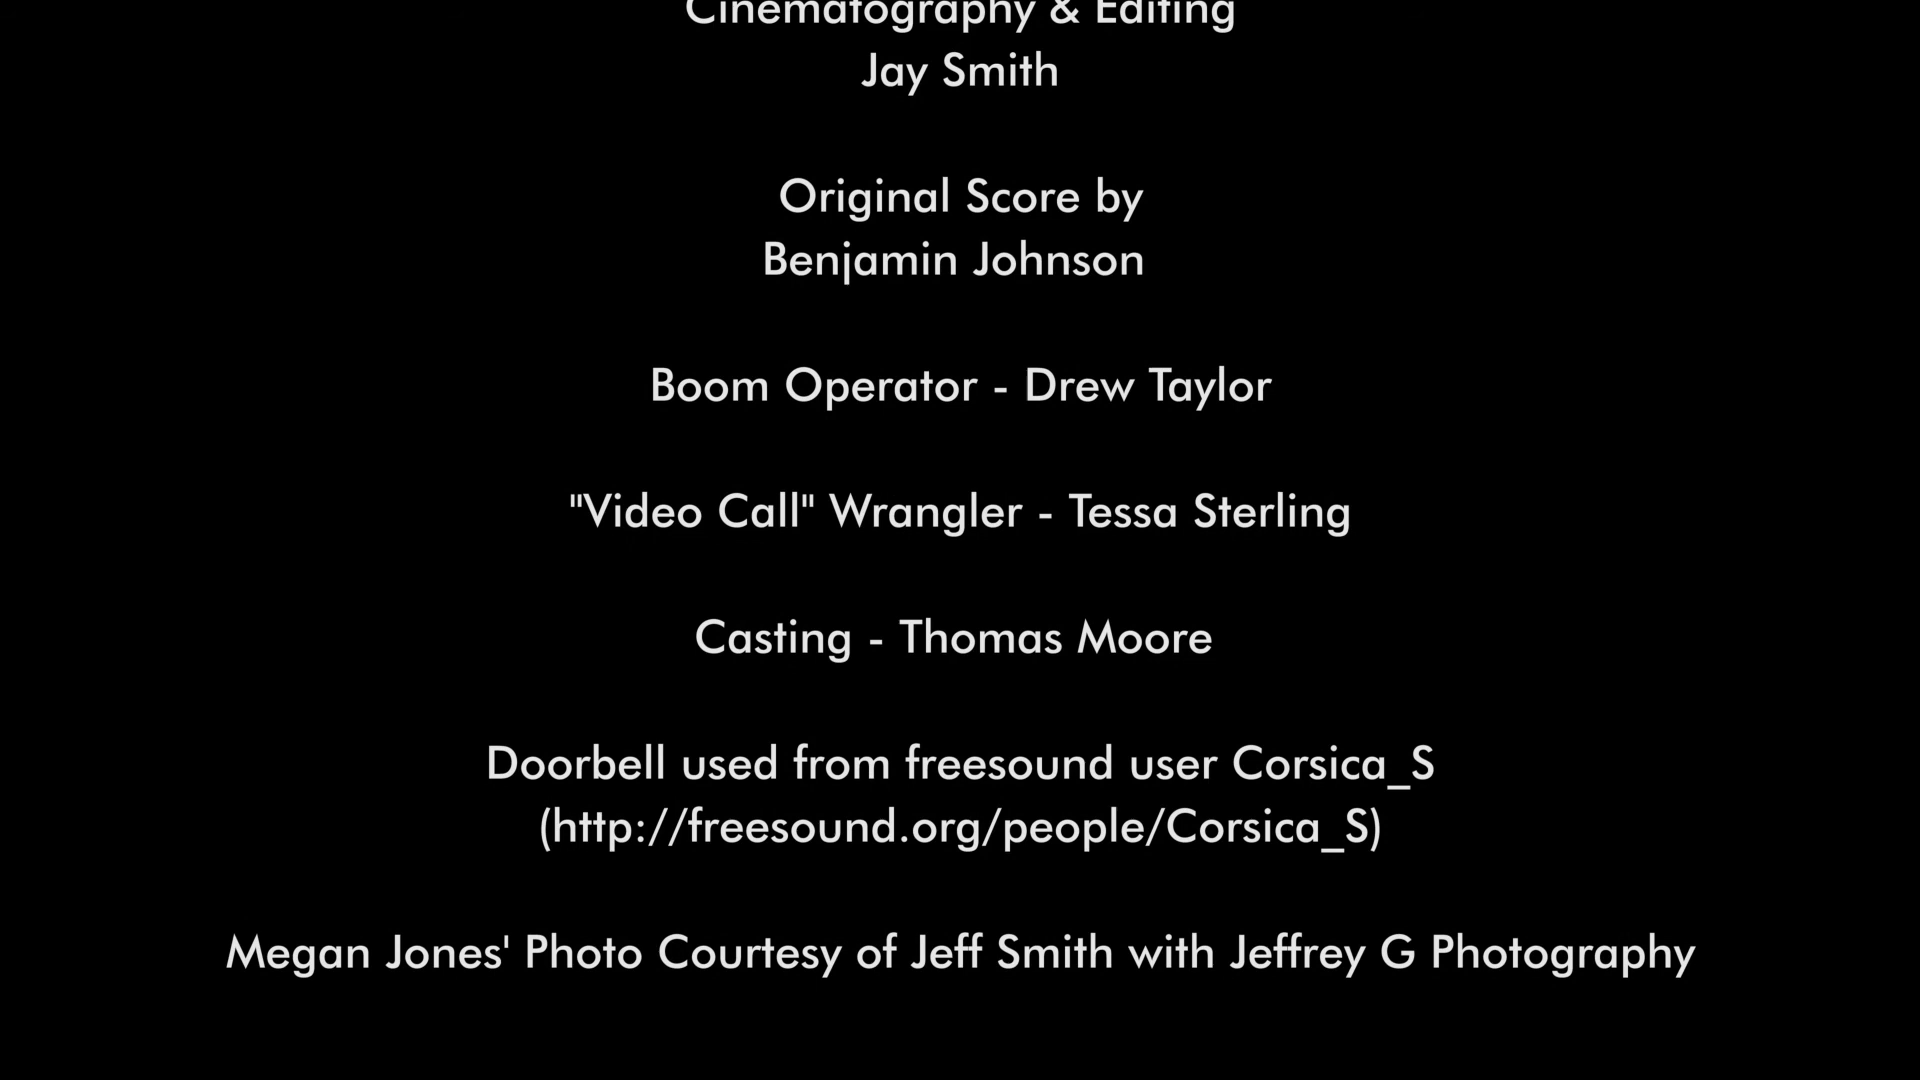 Cinematography & Editing
Jay Smith
Original Score by
Benjamin Johnson
Boom Operator - Drew Taylor
"Video Call" Wrangler - Tessa Sterling
Casting - Thomas Moore
Doorbell used from freesound user Corsica_S
(http://freesound.org/people/Corsica_S)
Megan Jones' Photo Courtesy of Jeff Smith with Jeffrey G Photography